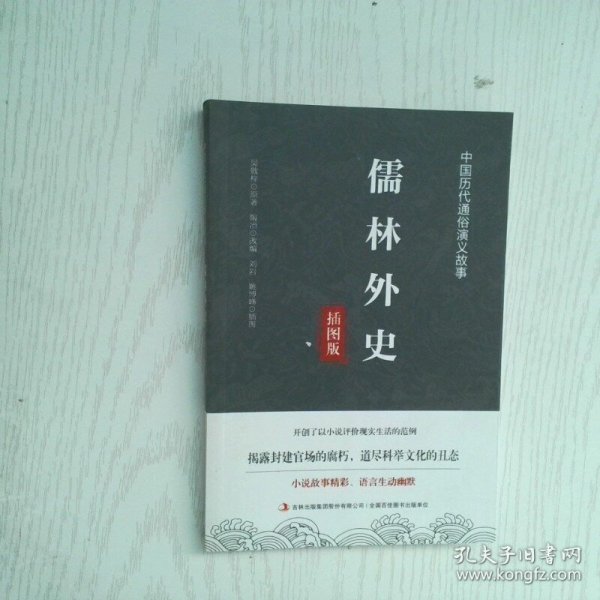 中国历代通俗演义故事
儒林外史
插图版
吴敬梓◎原著
开创了以小说评价现实生活的范例
揭露封建官场的腐朽，道尽科举文化的丑态
小说故事精彩、语言生动幽默
吉林出版集团股份有限公司 | 全国百佳图书出版单位
孔夫子旧书网
www.kongfz.com